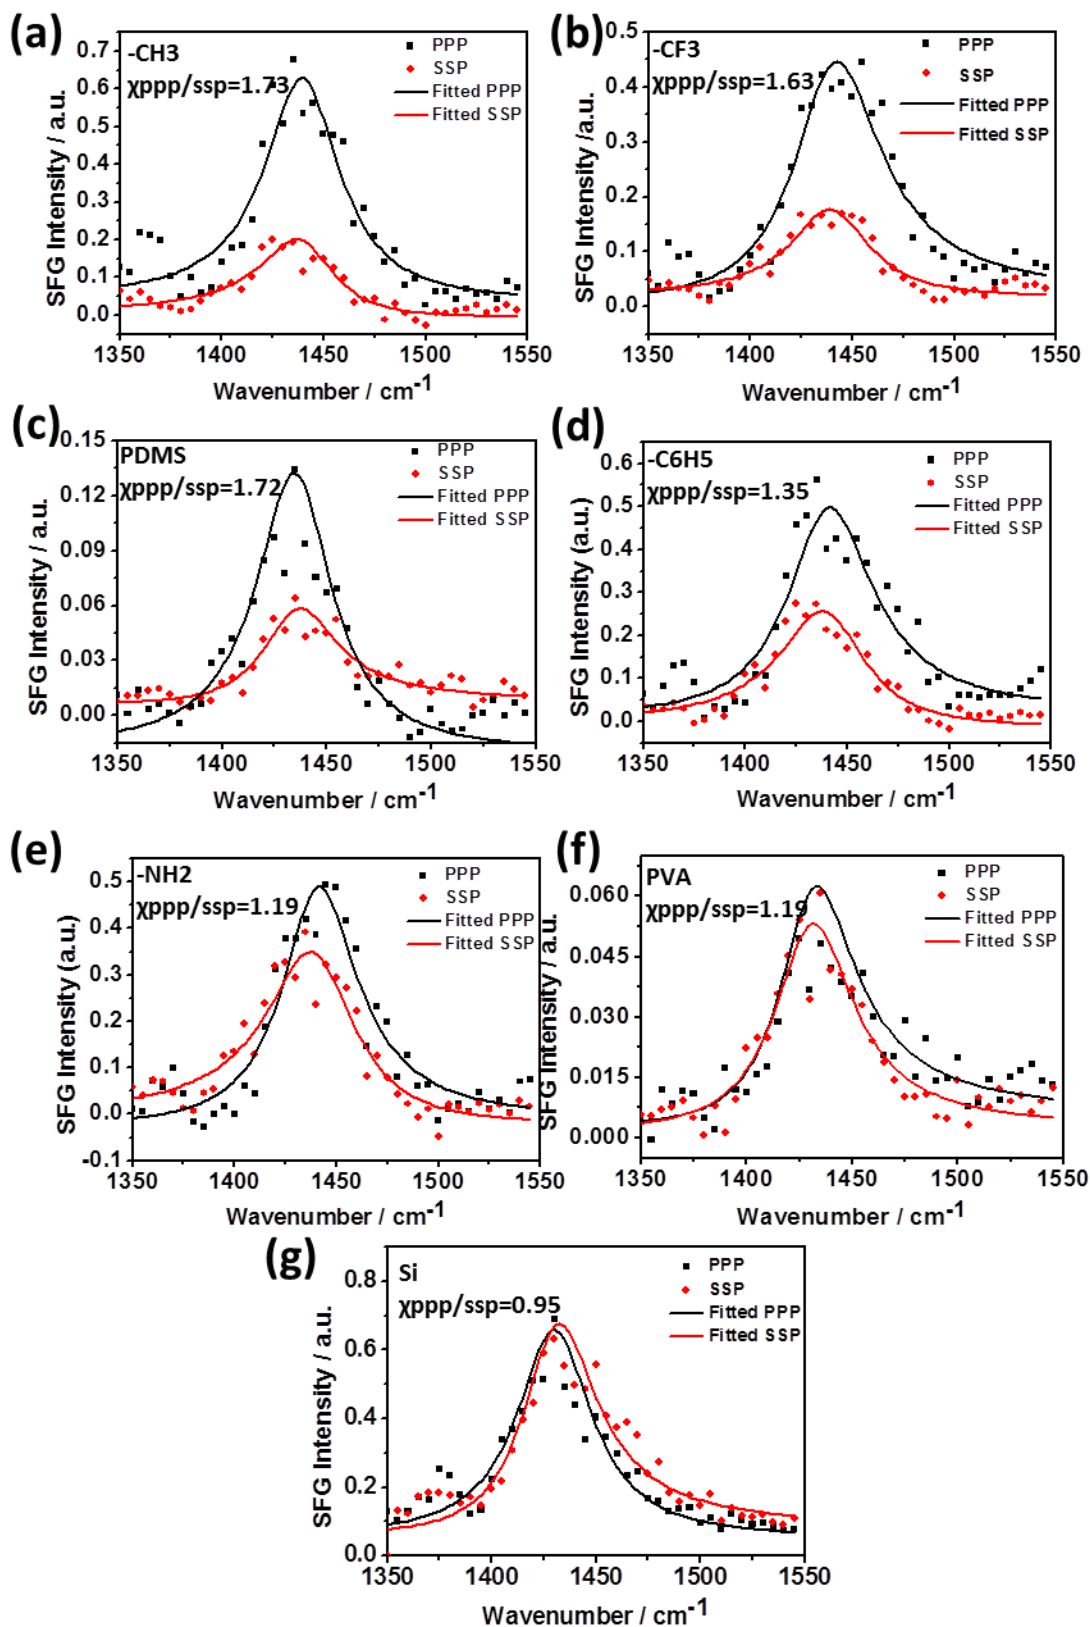 (a)
-CH3
χppp/ssp=1.73
PPP
SSP
Fitted PPP
Fitted SSP
0.7
0.6
0.5
0.4
0.3
0.2
0.1
0.0
SFG Intensity / a.u.
1350 1400 1450 1500 1550
Wavenumber / cm-1
(b)
-CF3
χppp/ssp=1.63
PPP
SSP
Fitted PPP
Fitted SSP
0.5
0.4
0.3
0.2
0.1
0.0
SFG Intensity /a.u.
1350 1400 1450 1500 1550
Wavenumber / cm-1
(c)
PDMS
χppp/ssp=1.72
PPP
SSP
Fitted PPP
Fitted SSP
0.15
0.12
0.09
0.06
0.03
0.00
SFG Intensity / a.u.
1350 1400 1450 1500 1550
Wavenumber / cm-1
(d)
-C6H5
χppp/ssp=1.35
PPP
SSP
Fitted PPP
Fitted SSP
0.6
0.5
0.4
0.3
0.2
0.1
0.0
SFG Intensity (a.u.)
1350 1400 1450 1500 1550
Wavenumber / cm-1
(e)
-NH2
χppp/ssp=1.19
PPP
SSP
Fitted PPP
Fitted SSP
0.5
0.4
0.3
0.2
0.1
0.0
-0.1
SFG Intensity (a.u.)
1350 1400 1450 1500 1550
Wavenumber / cm-1
(f)
PVA
χppp/ssp=1.19
PPP
SSP
Fitted PPP
Fitted SSP
0.060
0.045
0.030
0.015
0.000
SFG Intensity / a.u.
1350 1400 1450 1500 1550
Wavenumber / cm-1
(g)
Si
χppp/ssp=0.95
PPP
SSP
Fitted PPP
Fitted SSP
0.8
0.6
0.4
0.2
0.0
SFG Intensity / a.u.
1350 1400 1450 1500 1550
Wavenumber / cm-1